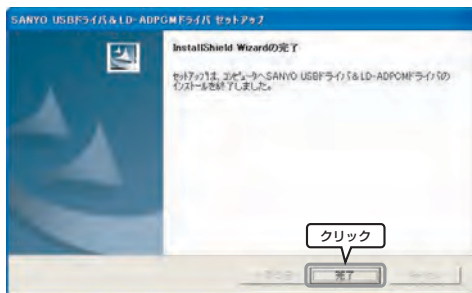 SANYO USBドライバ&LD-ADPCMドライバ セットアップ
InstallShield Wizardの完了
セットアップは、コンピュータへSANYO USBドライバ&LD-ADPCMドライバの
インストールを終了しました。
クリック
完了